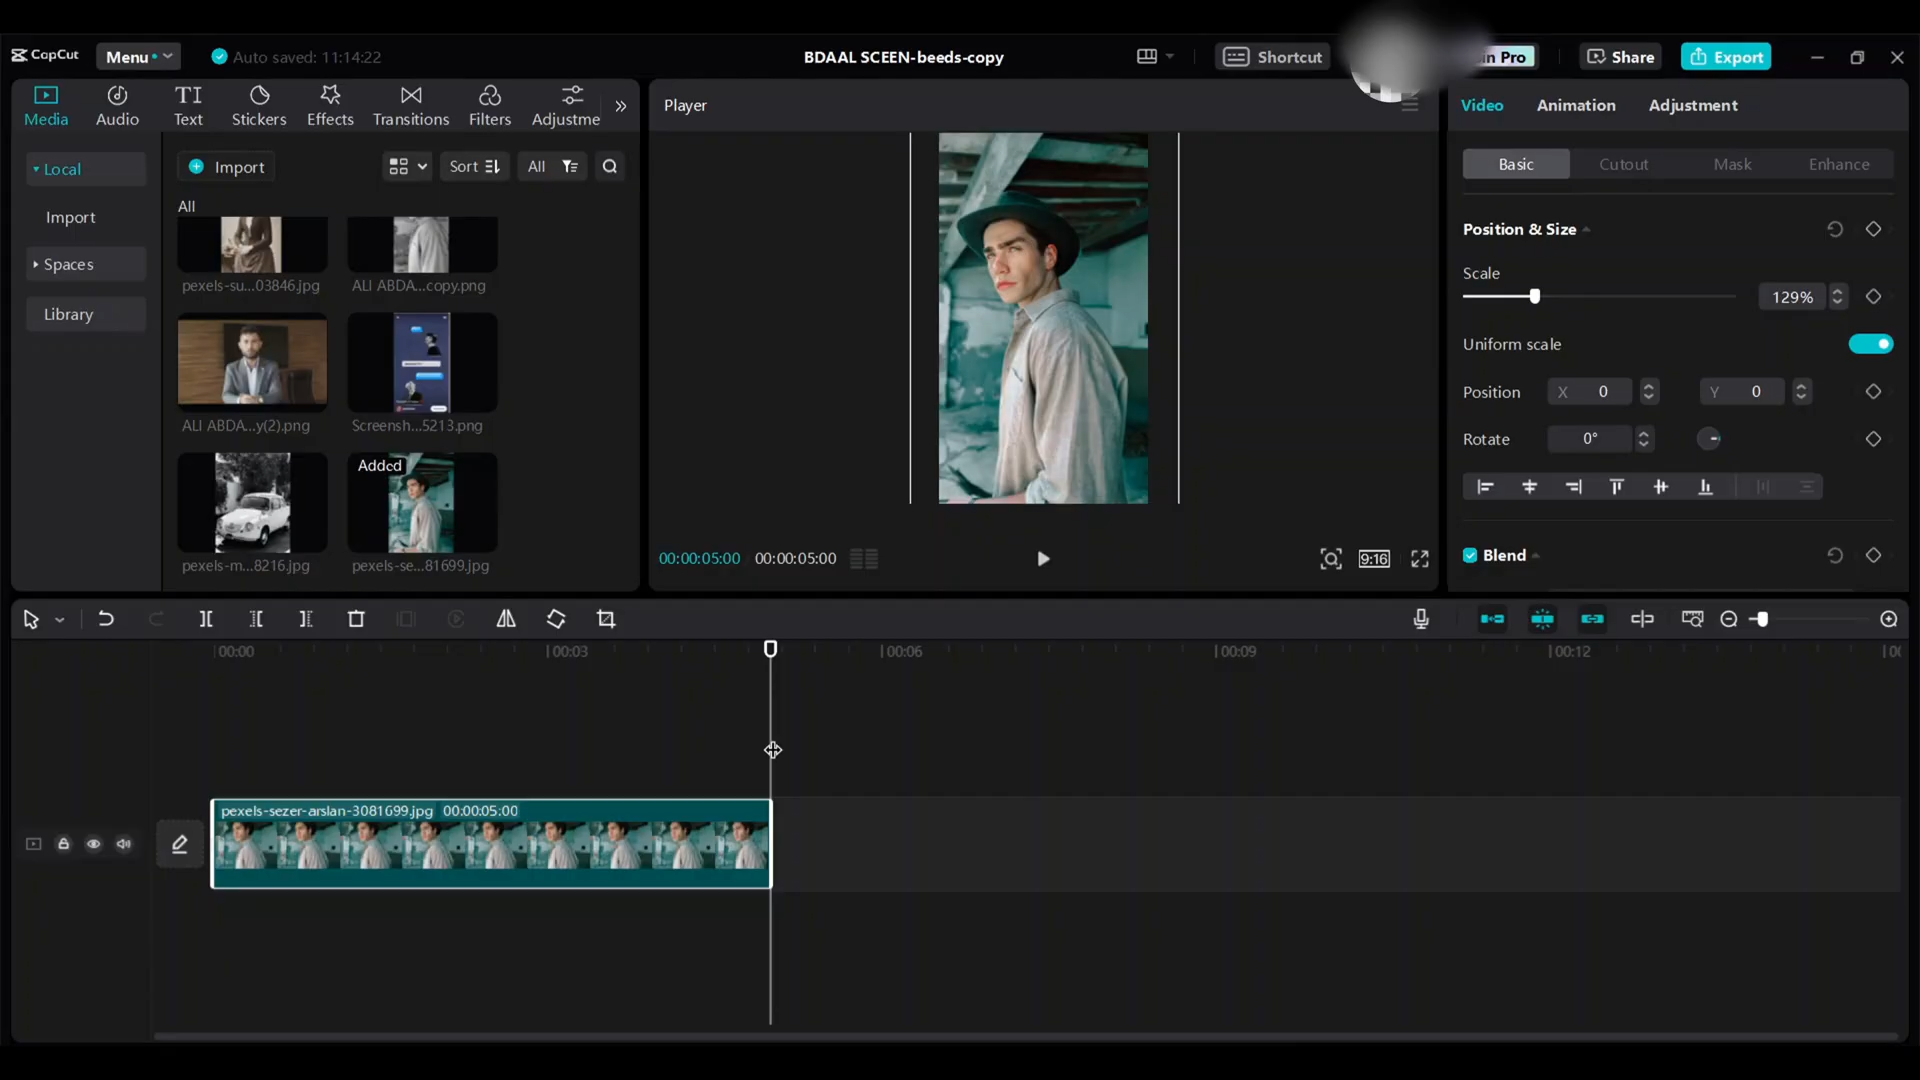 CapCut
Menu
Auto saved: 11:14:22
BDAAL SCEEN-beeds-copy
Shortcut
in Pro
Share
Export
Media
Audio
TI
Text
Stickers
Effects
Transitions
Filters
Adjustme
Player
Video
Animation
Adjustment
Local
Import
Spaces
Library
Import
Sort
All
All
pexels-su...03846.jpg
ALI ABDA...copy.png
ALI ABDA...y(2).png
Screensh...5213.png
Added
pexels-m...8216.jpg
pexels-se...81699.jpg
00:00:05:00
00:00:05:00
9:16
Basic
Cutout
Mask
Enhance
Position & Size
Scale
129%
Uniform scale
Position
X 0
Y 0
Rotate
0°
Blend
00:00
00:03
00:06
00:09
00:12
pexels-sezer-arslan-3081699.jpg 00:00:05:00